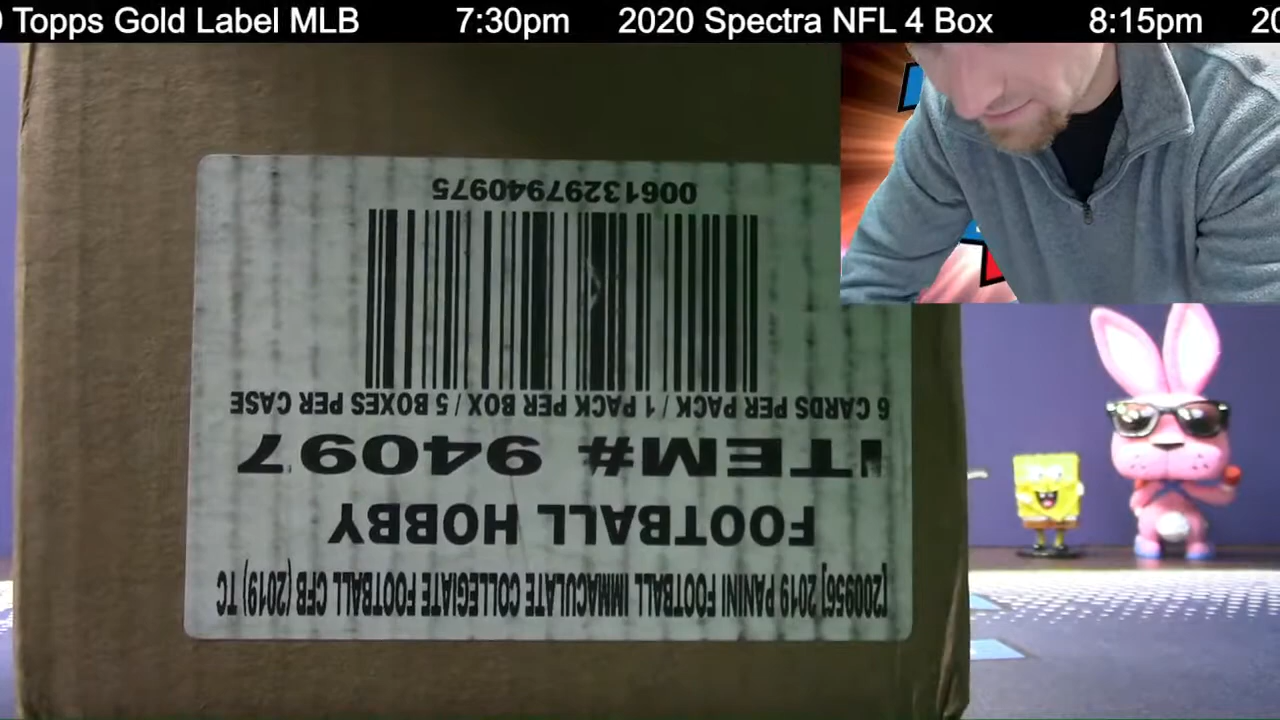 Topps Gold Label MLB 7:30pm 2020 Spectra NFL 4 Box 8:15pm
[200956] 2019 PANINI FOOTBALL IMMACULATE COLLEGIATE FOOTBALL CFB (2019) TC
FOOTBALL HOBBY
ITEM# 94097
6 CARDS PER PACK / 1 PACK PER BOX / 5 BOXES PER CASE
00613297940975